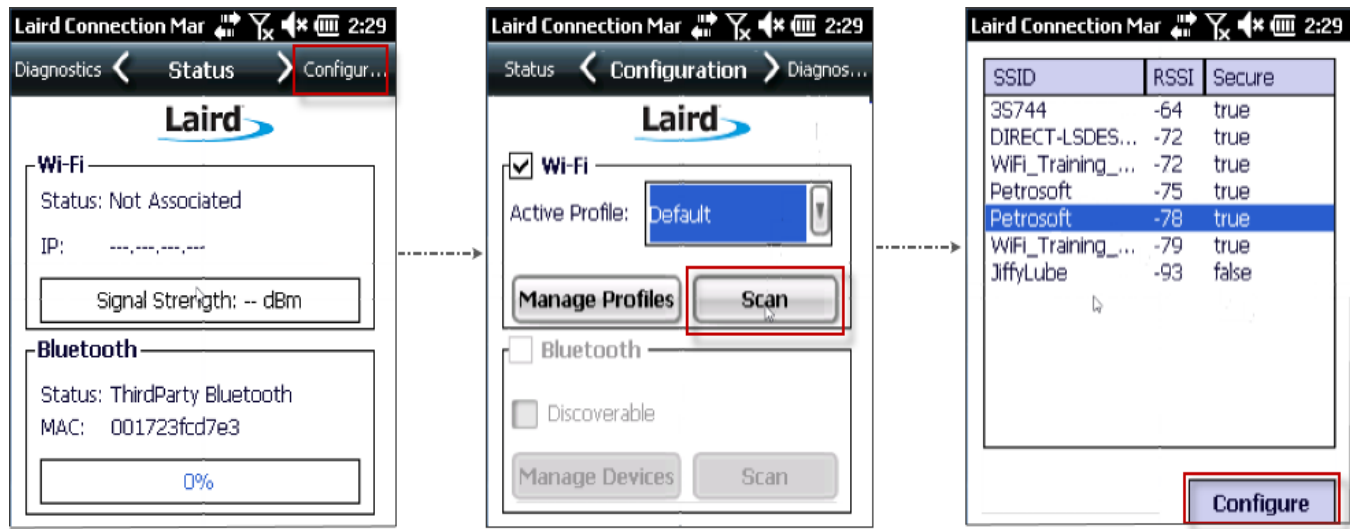 Laird Connection Mar 2:29
Diagnostics Status Configur...
Laird
Wi-Fi
Status: Not Associated
IP: ---.---.---.---
Signal Strength: -- dBm
Bluetooth
Status: ThirdParty Bluetooth
MAC: 001723fcd7e3
0%
Laird Connection Mar 2:29
Status Configuration Diagnos...
Laird
Wi-Fi
Active Profile: Default
Manage Profiles Scan
Bluetooth
Discoverable
Manage Devices Scan
Laird Connection Mar 2:29
SSID RSSI Secure
3S744 -64 true
DIRECT-LSDES... -72 true
WiFi_Training_... -72 true
Petrosoft -75 true
Petrosoft -78 true
WiFi_Training_... -79 true
JiffyLube -93 false
Configure